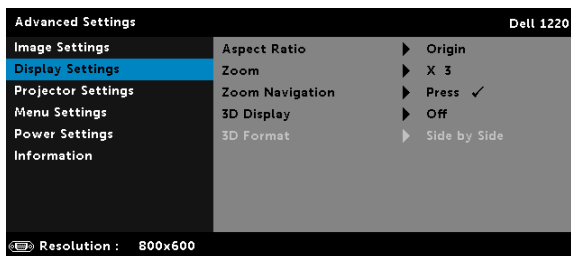 Advanced Settings Dell 1220
Image Settings Aspect Ratio Origin
Display Settings Zoom X 3
Projector Settings Zoom Navigation Press ✓
Menu Settings 3D Display Off
Power Settings 3D Format Side by Side
Information
Resolution : 800x600